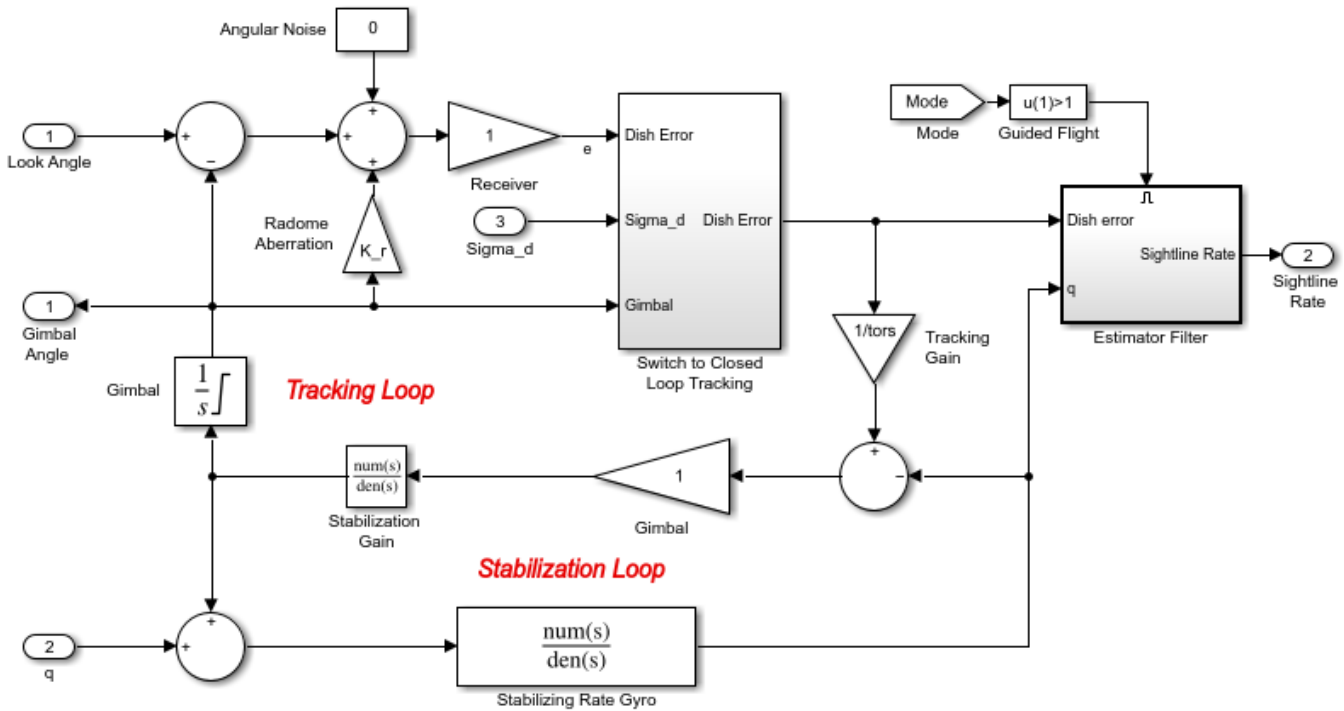 Angular Noise
0
+
+
+
+
−
1
Look Angle
1
Receiver
e
Dish Error
Mode
Mode
u(1)>1
Guided Flight
Radome
Aberration
K_r
3
Sigma_d
Sigma_d
Dish Error
Dish error
Sightline Rate
2
Sightline
Rate
q
Estimator Filter
1
Gimbal
Angle
Gimbal
Switch to Closed
Loop Tracking
1/tors
Tracking
Gain
Gimbal
1
s
Tracking Loop
num(s)
den(s)
Stabilization
Gain
1
Gimbal
+
−
Stabilization Loop
2
q
+
+
num(s)
den(s)
Stabilizing Rate Gyro